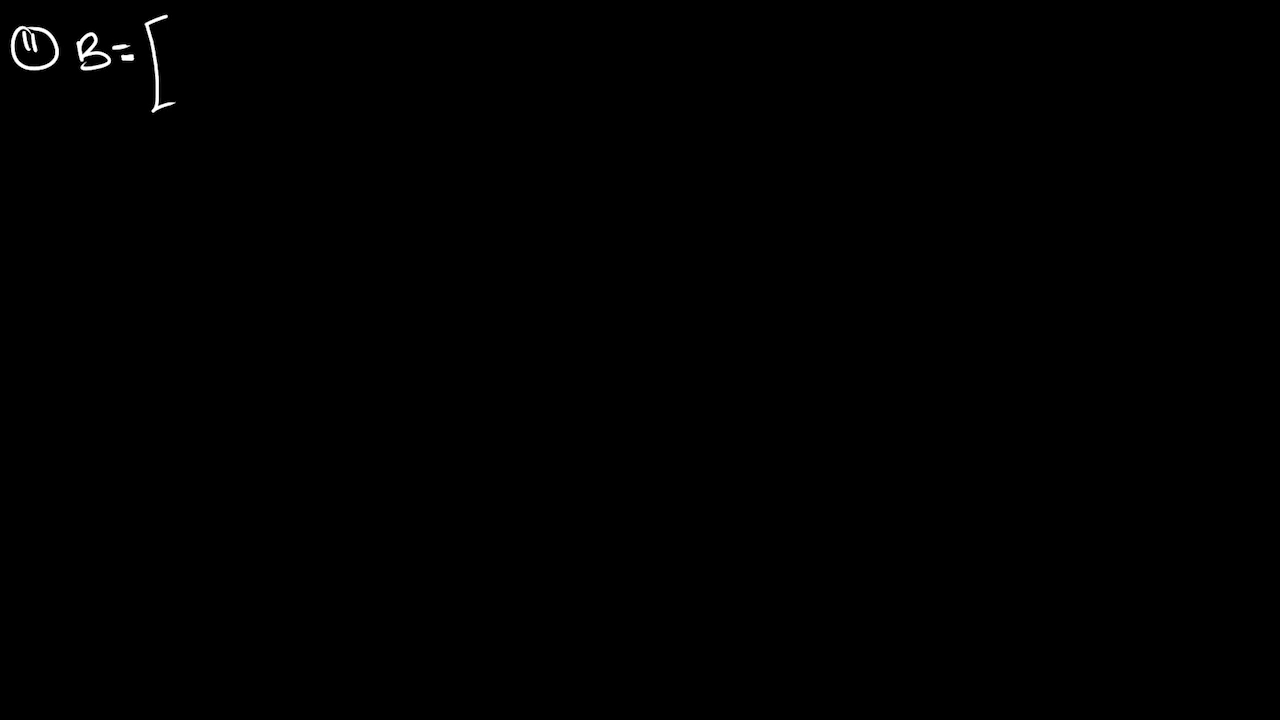 ⑪ B = [